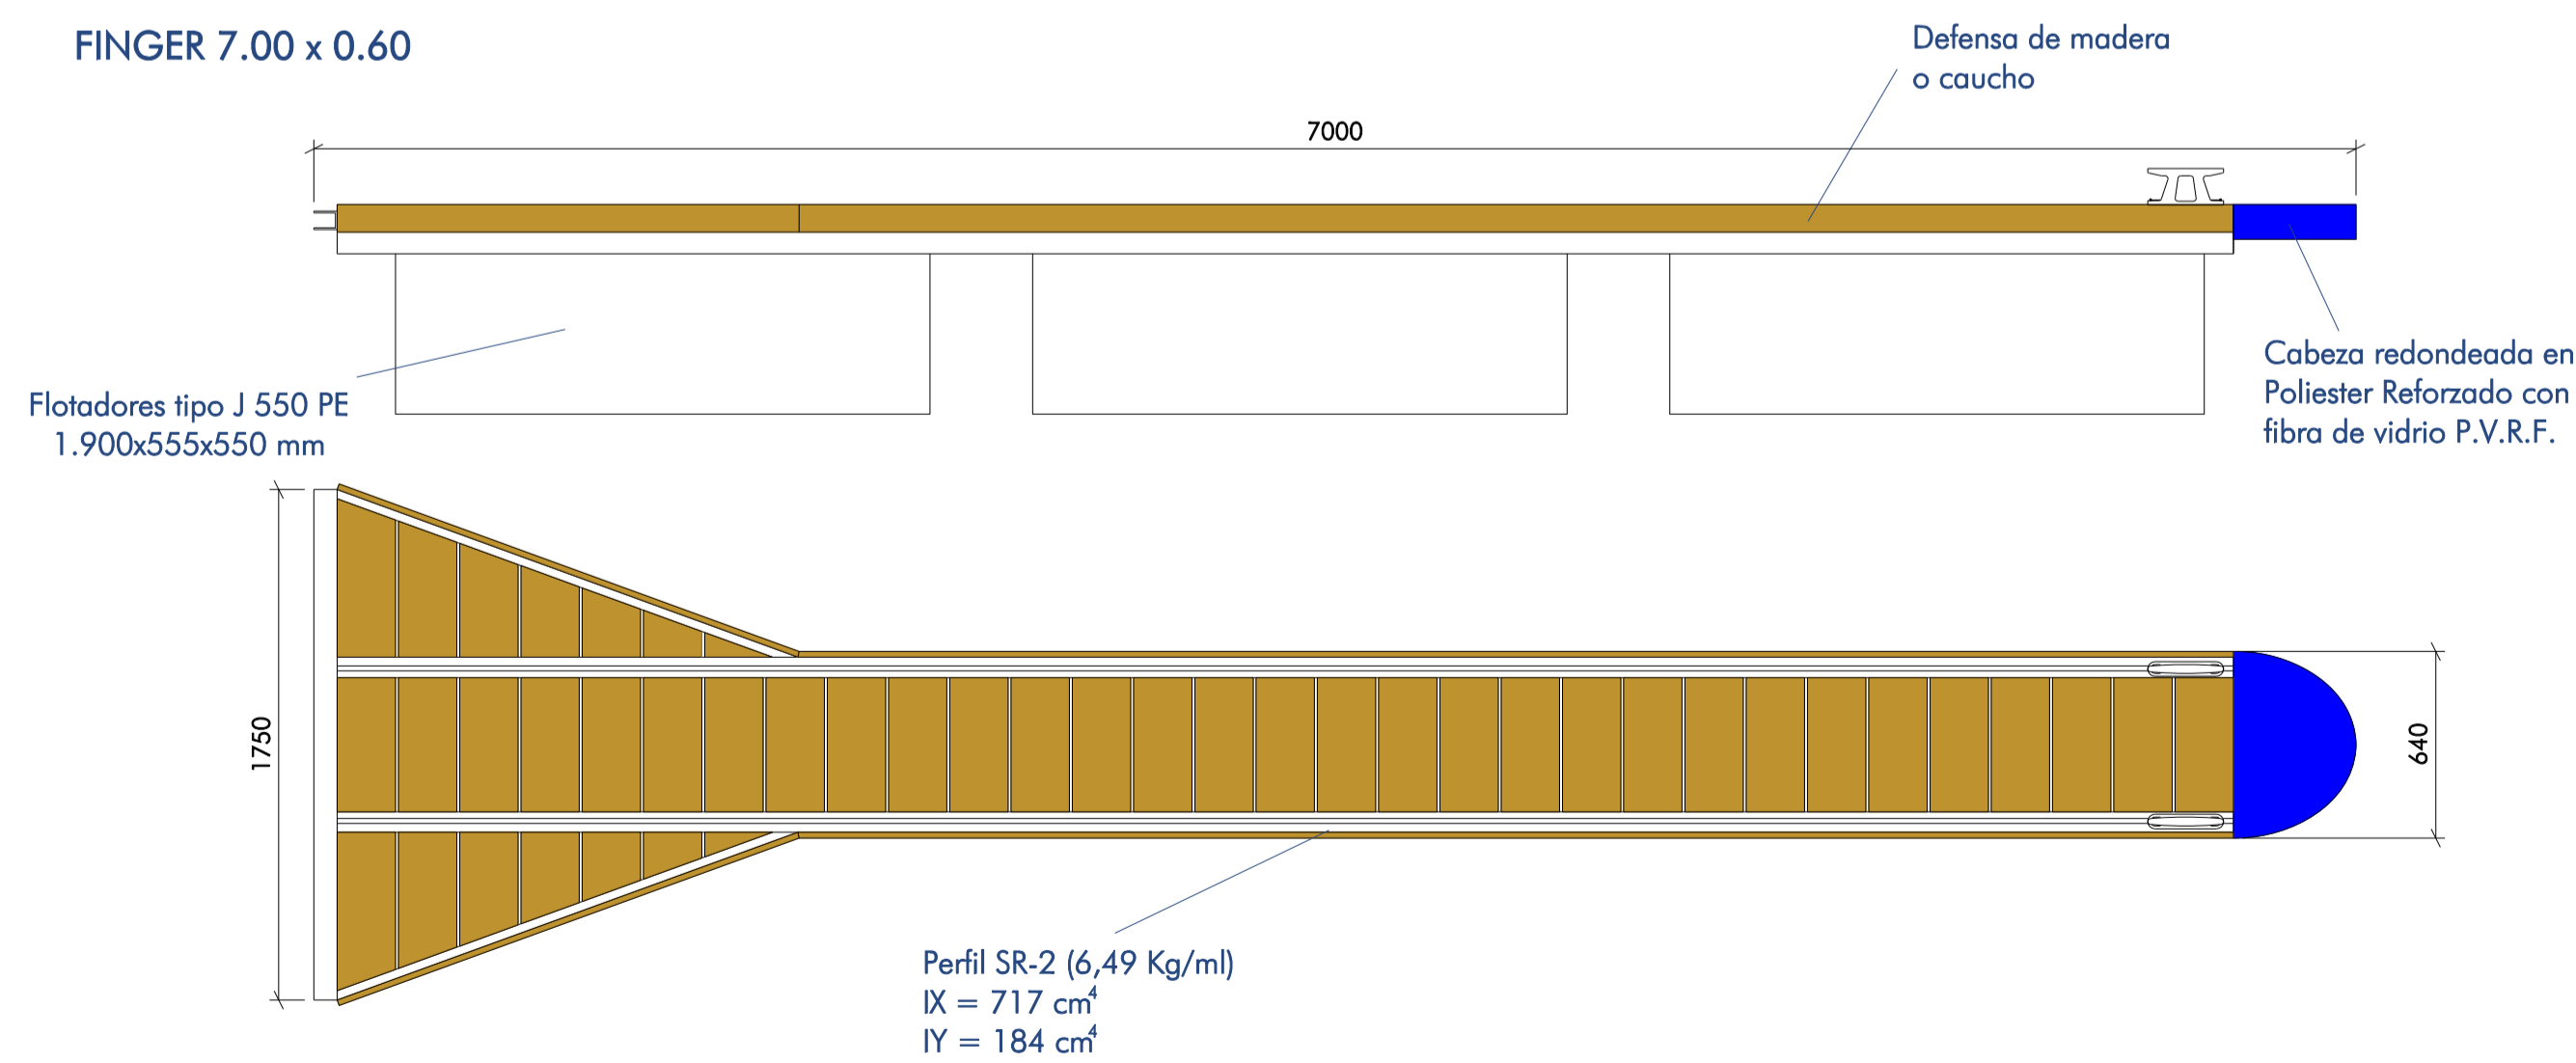 FINGER 7.00 x 0.60
Defensa de madera
o caucho
7000
Cabeza redondeada en
Poliester Reforzado con
fibra de vidrio P.V.R.F.
Flotadores tipo J 550 PE
1.900x555x550 mm
1750
640
Perfil SR-2 (6,49 Kg/ml)
IX = 717 cm⁴
IY = 184 cm⁴